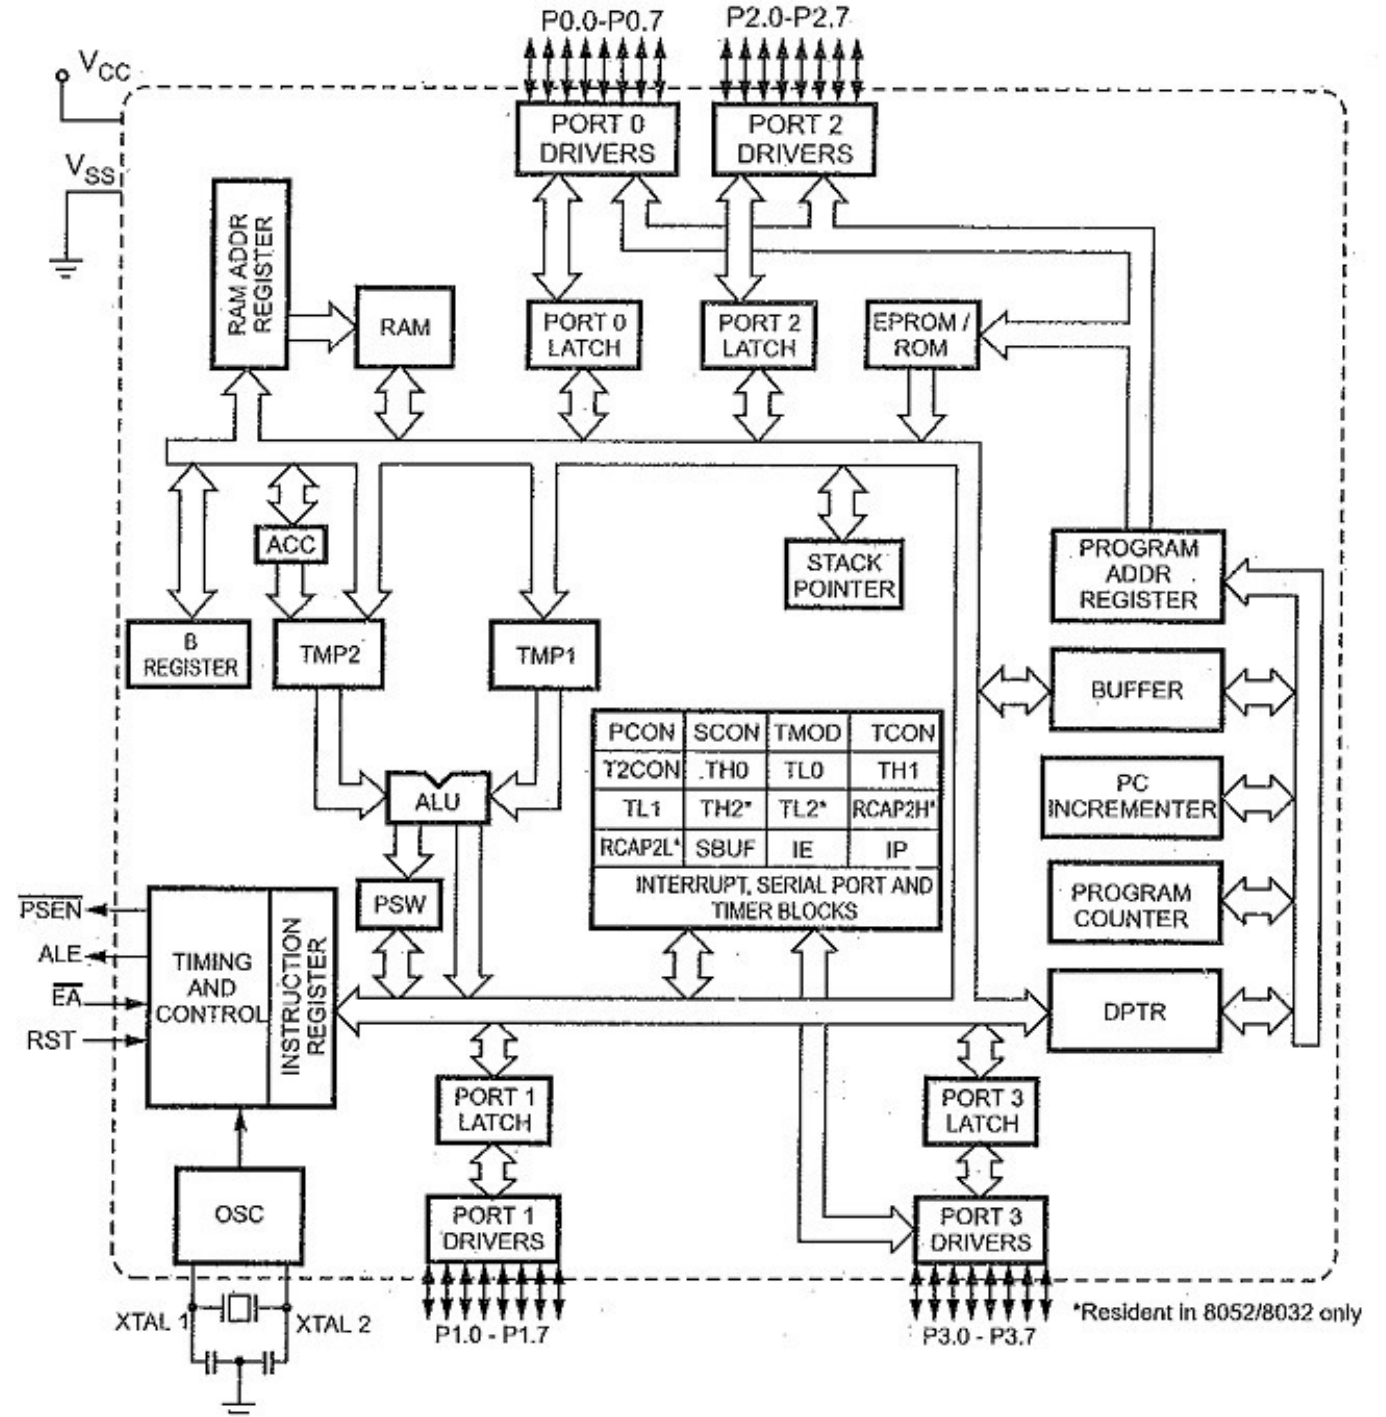 P0.0-P0.7
P2.0-P2.7
VCC
VSS
PORT 0
DRIVERS
PORT 2
DRIVERS
RAM ADDR
REGISTER
RAM
PORT 0
LATCH
PORT 2
LATCH
EPROM /
ROM
ACC
STACK
POINTER
PROGRAM
ADDR
REGISTER
B
REGISTER
TMP2
TMP1
BUFFER
PCON SCON TMOD TCON
T2CON TH0 TL0 TH1
TL1 TH2* TL2* RCAP2H*
RCAP2L* SBUF IE IP
INTERRUPT, SERIAL PORT AND
TIMER BLOCKS
ALU
PC
INCREMENTER
PSW
PROGRAM
COUNTER
PSEN
ALE
EA
RST
TIMING
AND
CONTROL
INSTRUCTION
REGISTER
DPTR
PORT 1
LATCH
PORT 3
LATCH
OSC
PORT 1
DRIVERS
PORT 3
DRIVERS
XTAL 1
XTAL 2
P1.0 - P1.7
P3.0 - P3.7
*Resident in 8052/8032 only